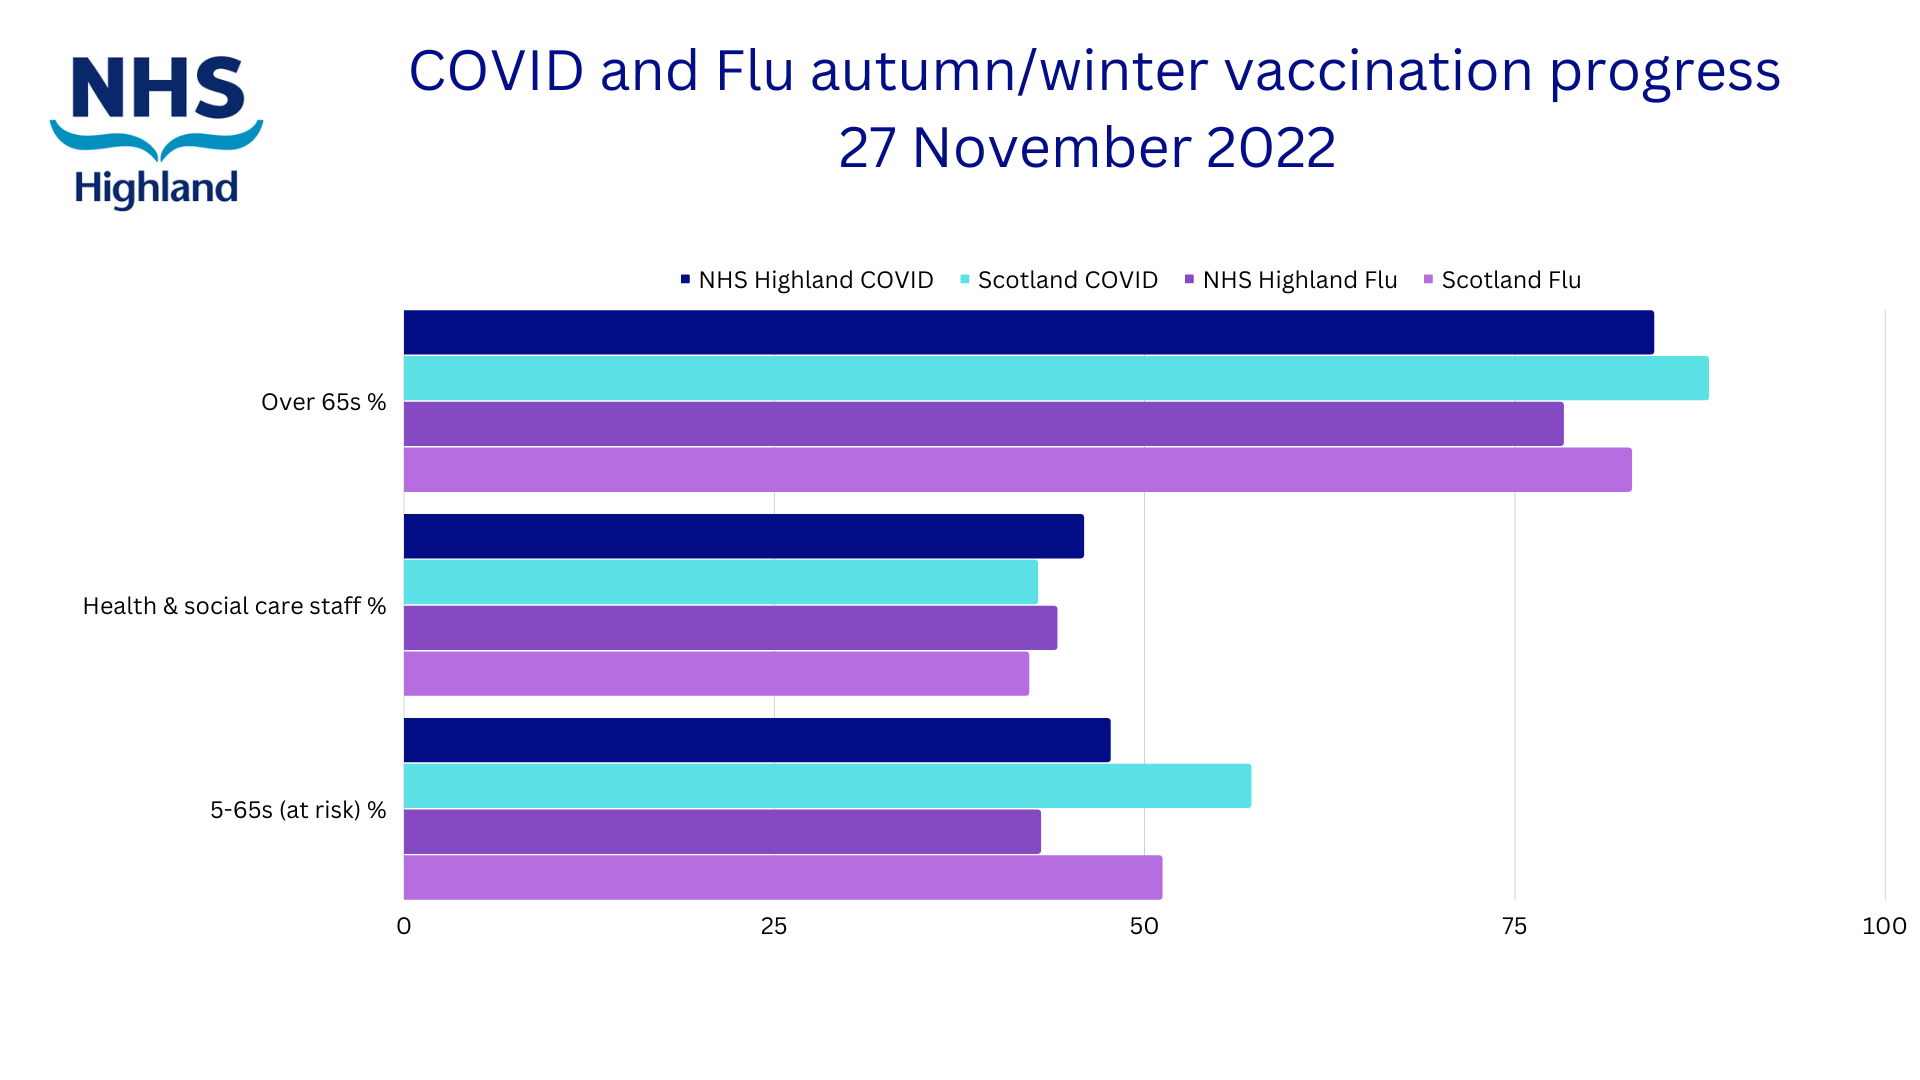 NHS
Highland
COVID and Flu autumn/winter vaccination progress
27 November 2022
NHS Highland COVID Scotland COVID NHS Highland Flu Scotland Flu
Over 65s %
Health & social care staff %
5-65s (at risk) %
0 25 50 75 100